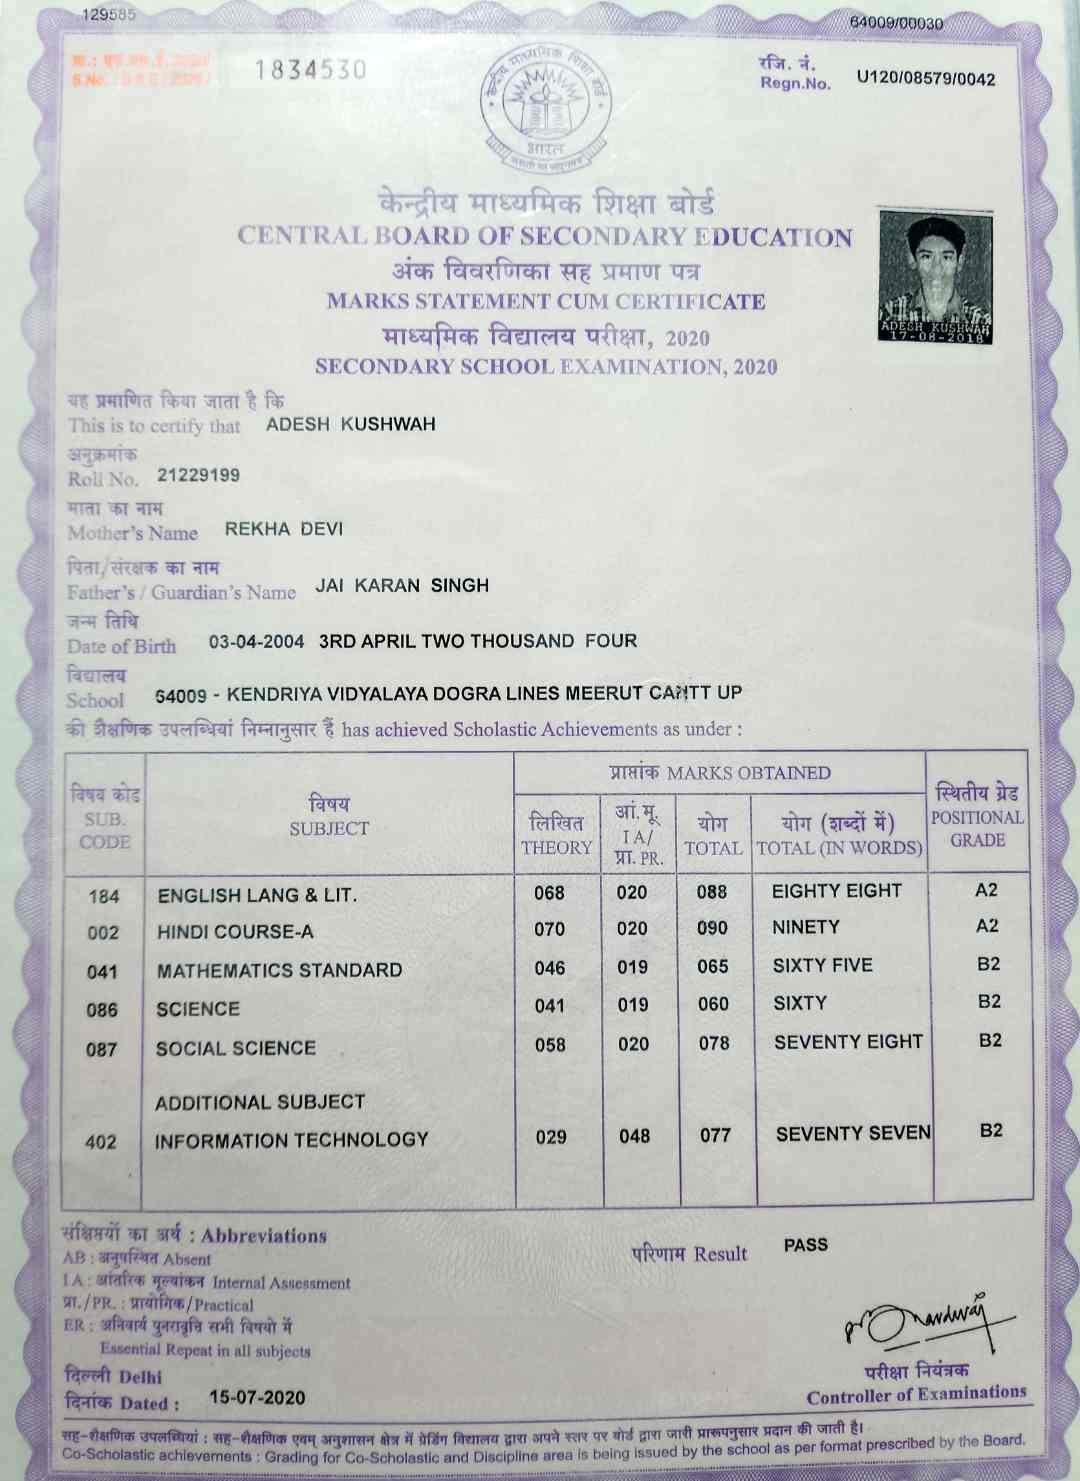 129585
64009/00030
1834530
रजि. नं.
Regn.No. U120/08579/0042
भारत
केन्द्रीय माध्यमिक शिक्षा बोर्ड
CENTRAL BOARD OF SECONDARY EDUCATION
अंक विवरणिका सह प्रमाण पत्र
MARKS STATEMENT CUM CERTIFICATE
माध्यमिक विद्यालय परीक्षा, 2020
SECONDARY SCHOOL EXAMINATION, 2020
ADESH KUSHWAH
17-08-2018
यह प्रमाणित किया जाता है कि
This is to certify that ADESH KUSHWAH
अनुक्रमांक
Roll No. 21229199
माता का नाम
Mother's Name REKHA DEVI
पिता/संरक्षक का नाम
Father's / Guardian's Name JAI KARAN SINGH
जन्म तिथि
Date of Birth 03-04-2004 3RD APRIL TWO THOUSAND FOUR
विद्यालय
School 64009 - KENDRIYA VIDYALAYA DOGRA LINES MEERUT CANTT UP
की शैक्षणिक उपलब्धियां निम्नानुसार हैं has achieved Scholastic Achievements as under :
विषय कोड SUB. CODE
विषय SUBJECT
प्राप्तांक MARKS OBTAINED
लिखित THEORY
आं.मू. I A/ प्रा. PR.
योग TOTAL
योग (शब्दों में) TOTAL (IN WORDS)
स्थितीय ग्रेड POSITIONAL GRADE
184 ENGLISH LANG & LIT. 068 020 088 EIGHTY EIGHT A2
002 HINDI COURSE-A 070 020 090 NINETY A2
041 MATHEMATICS STANDARD 046 019 065 SIXTY FIVE B2
086 SCIENCE 041 019 060 SIXTY B2
087 SOCIAL SCIENCE 058 020 078 SEVENTY EIGHT B2
ADDITIONAL SUBJECT
402 INFORMATION TECHNOLOGY 029 048 077 SEVENTY SEVEN B2
संक्षिप्तियों का अर्थ : Abbreviations
AB : अनुपस्थित Absent
I A : आंतरिक मूल्यांकन Internal Assessment
प्रा./PR. : प्रायोगिक/Practical
ER : अनिवार्य पुनरावृत्ति सभी विषयो में
Essential Repeat in all subjects
परिणाम Result PASS
दिल्ली Delhi
दिनांक Dated : 15-07-2020
परीक्षा नियंत्रक
Controller of Examinations
सह-शैक्षणिक उपलब्धियां : सह-शैक्षणिक एवम् अनुशासन क्षेत्र में ग्रेडिंग विद्यालय द्वारा अपने स्तर पर बोर्ड द्वारा जारी प्रारूपनुसार प्रदान की जाती है।
Co-Scholastic achievements : Grading for Co-Scholastic and Discipline area is being issued by the school as per format prescribed by the Board.